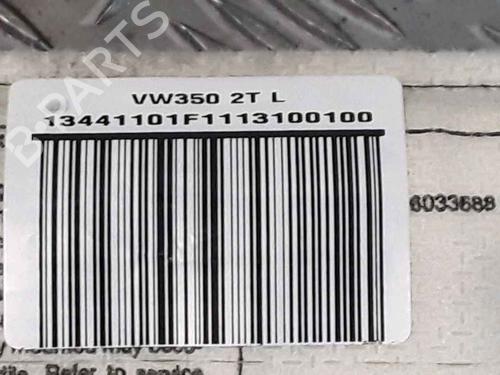 B-PARTS
VW350 2T L
13441101F1113100100
6033688
Refer to service